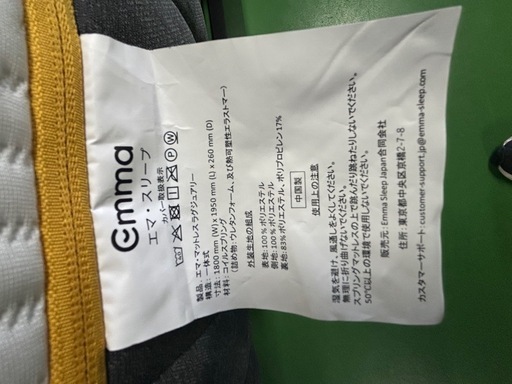 emma
エマ・スリープ
カバー取扱表示
製品：エマ・マットレスラグジュアリー
構造：一体式
寸法：1800 mm (W) × 1950 mm (L) × 260 mm (D)
材料：コイルスプリング
(詰め物：ウレタンフォーム、及び熱可塑性エラストマー)
外装生地の組成
表地：100％ポリエステル
側地：100％ポリエステル
裏地：83％ポリエステル、ポリプロピレン17％
中国製
使用上の注意
湿気を避け、風通しをよくしてください。
無理に折り曲げないでください。
スプリングマットレスの上で跳んだり跳ねたりしないでください。
50℃以上の環境で使用しないでください。
販売元：Emma Sleep Japan合同会社
住所：東京都中央区京橋2-7-8
カスタマーサポート：customer-support.jp@emma-sleep.com